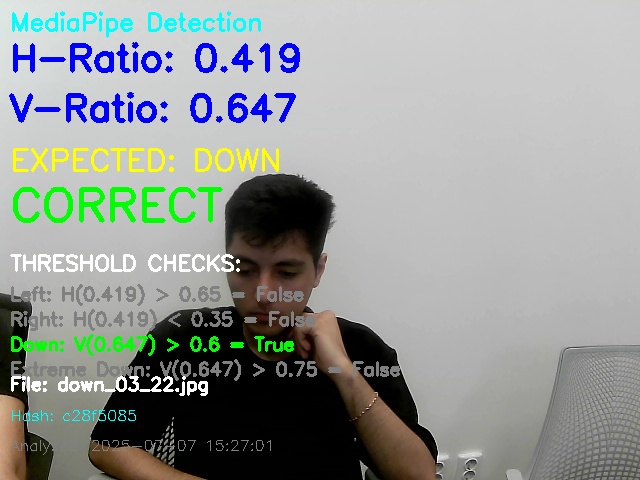 MediaPipe Detection
H-Ratio: 0.419
V-Ratio: 0.647
EXPECTED: DOWN
CORRECT
THRESHOLD CHECKS:
Left: H(0.419) > 0.65 = False
Right: H(0.419) < 0.35 = False
Down: V(0.647) > 0.6 = True
Extreme Down: V(0.647) > 0.75 = False
File: down_03_22.jpg
Hash: c28f5085
2025-07-07 15:27:01